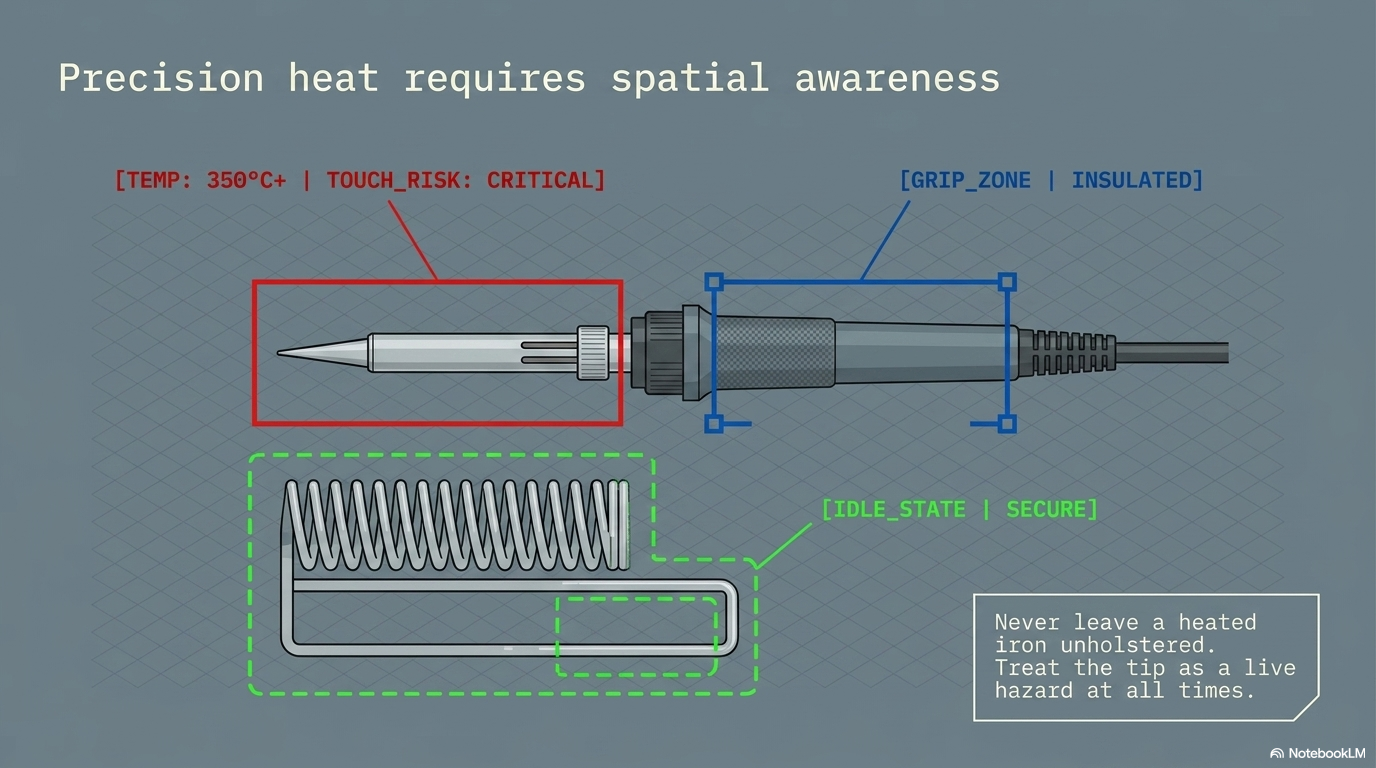 Precision heat requires spatial awareness
[TEMP: 350°C+ | TOUCH_RISK: CRITICAL]
[GRIP_ZONE | INSULATED]
[IDLE_STATE | SECURE]
Never leave a heated
iron unholstered.
Treat the tip as a live
hazard at all times.
NotebookLM